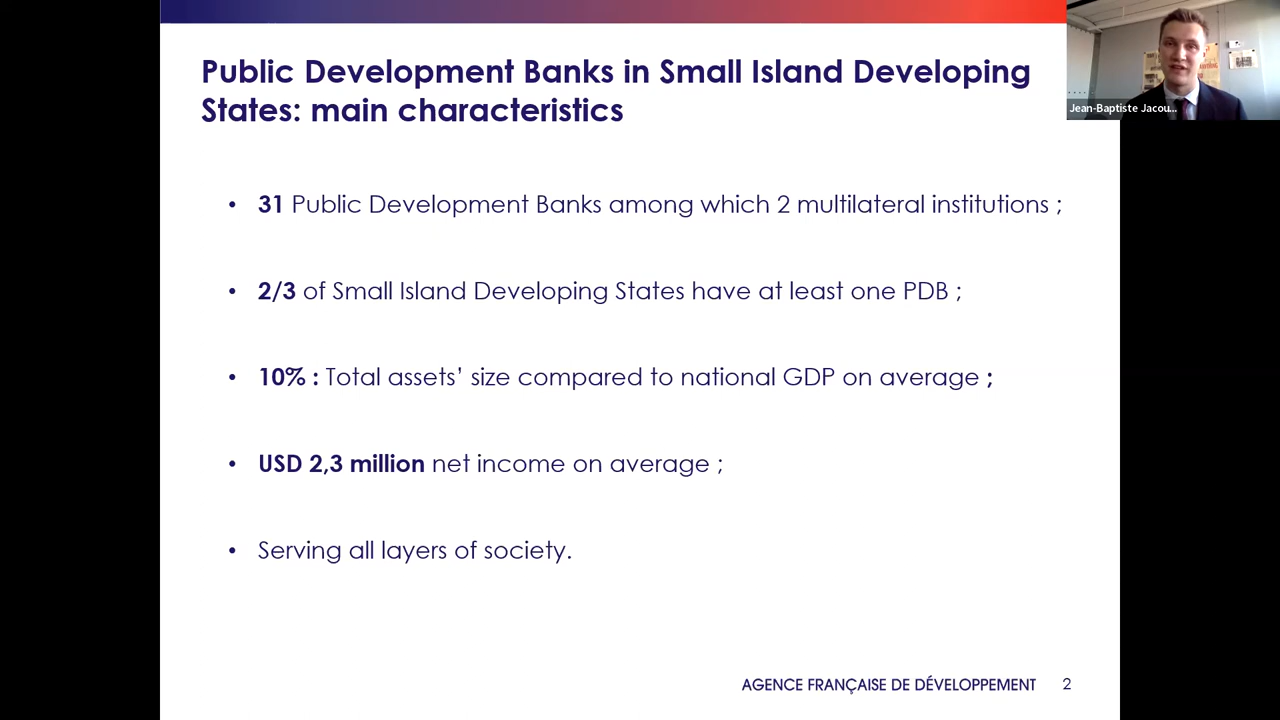 Public Development Banks in Small Island Developing
States: main characteristics
Jean-Baptiste Jacou...
• 31 Public Development Banks among which 2 multilateral institutions ;
• 2/3 of Small Island Developing States have at least one PDB ;
• 10% : Total assets’ size compared to national GDP on average ;
• USD 2,3 million net income on average ;
• Serving all layers of society.
AGENCE FRANÇAISE DE DÉVELOPPEMENT 2